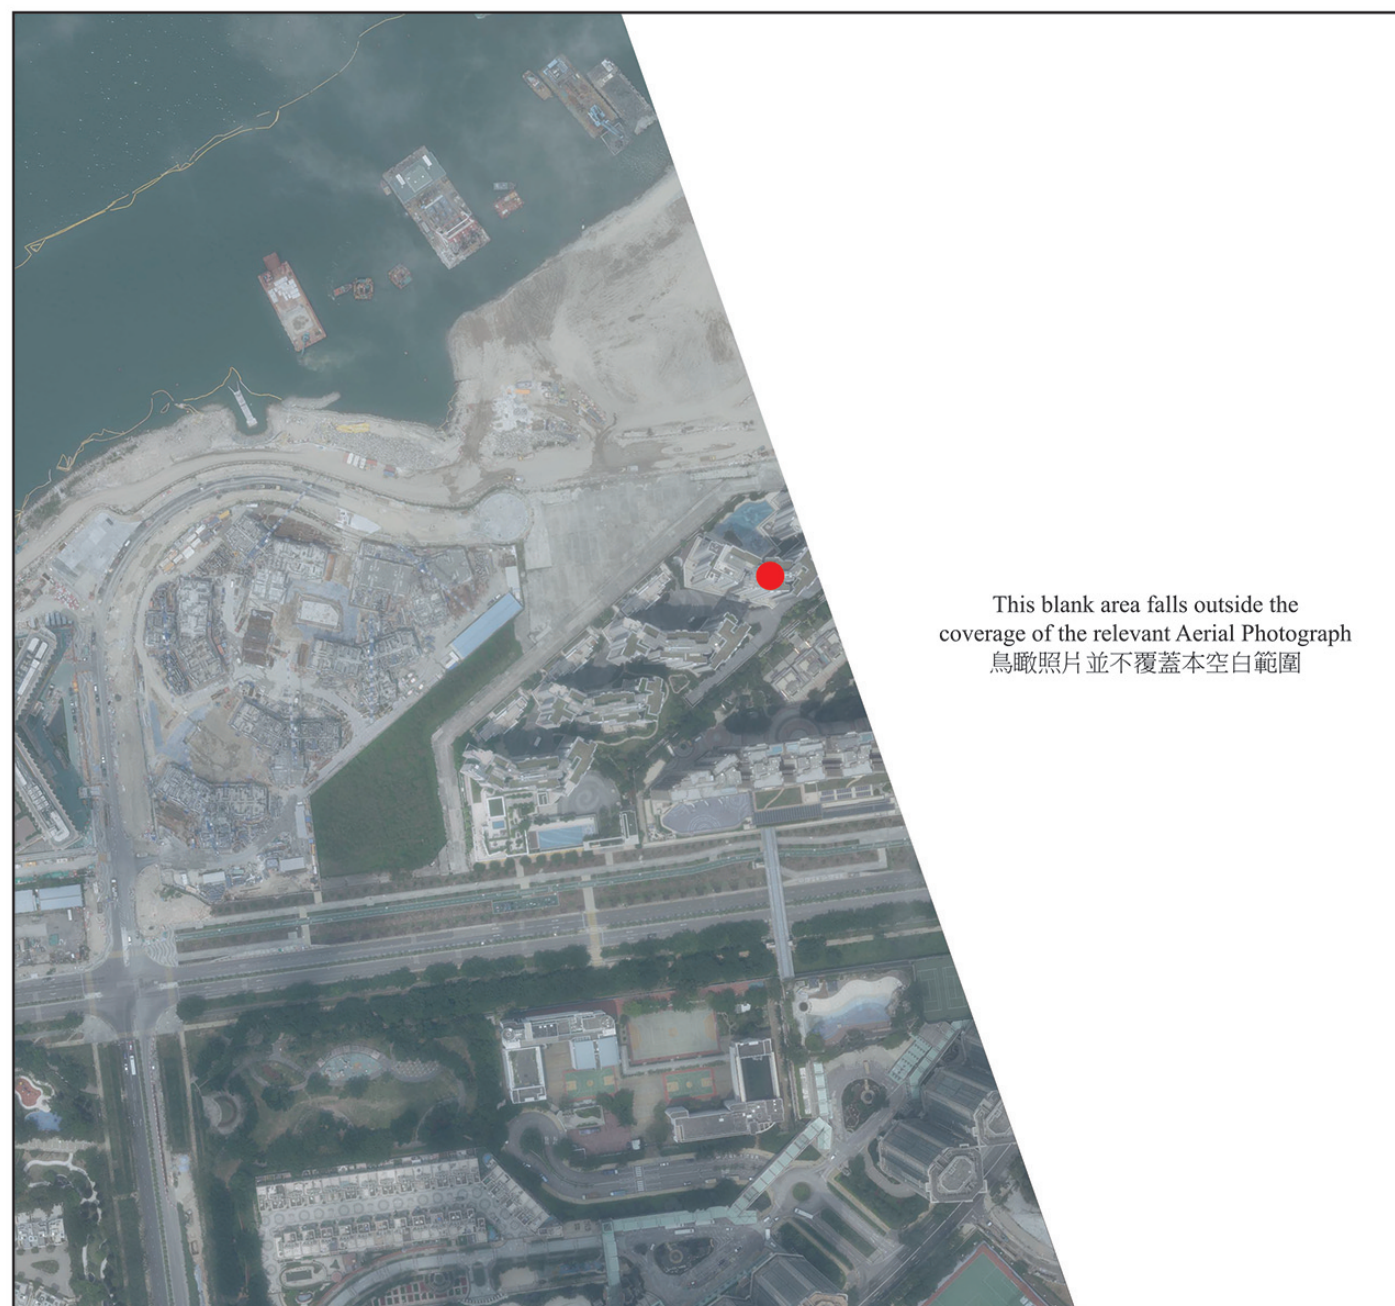 This blank area falls outside the
coverage of the relevant Aerial Photograph
鳥瞰照片並不覆蓋本空白範圍